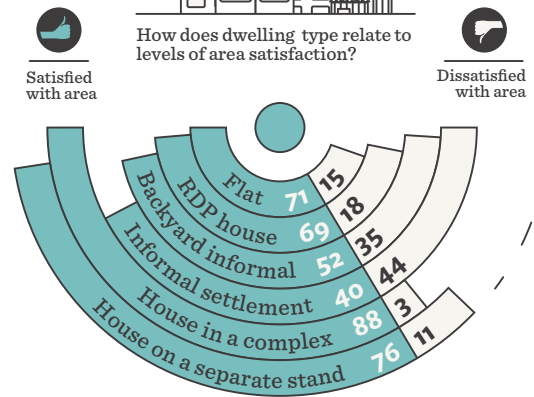 How does dwelling type relate to
levels of area satisfaction?
Satisfied
with area
Dissatisfied
with area
Flat 71 15
RDP house 69 18
Backyard informal 52 35
Informal settlement 40 44
House in a complex 88 3
House on a separate stand 76 11